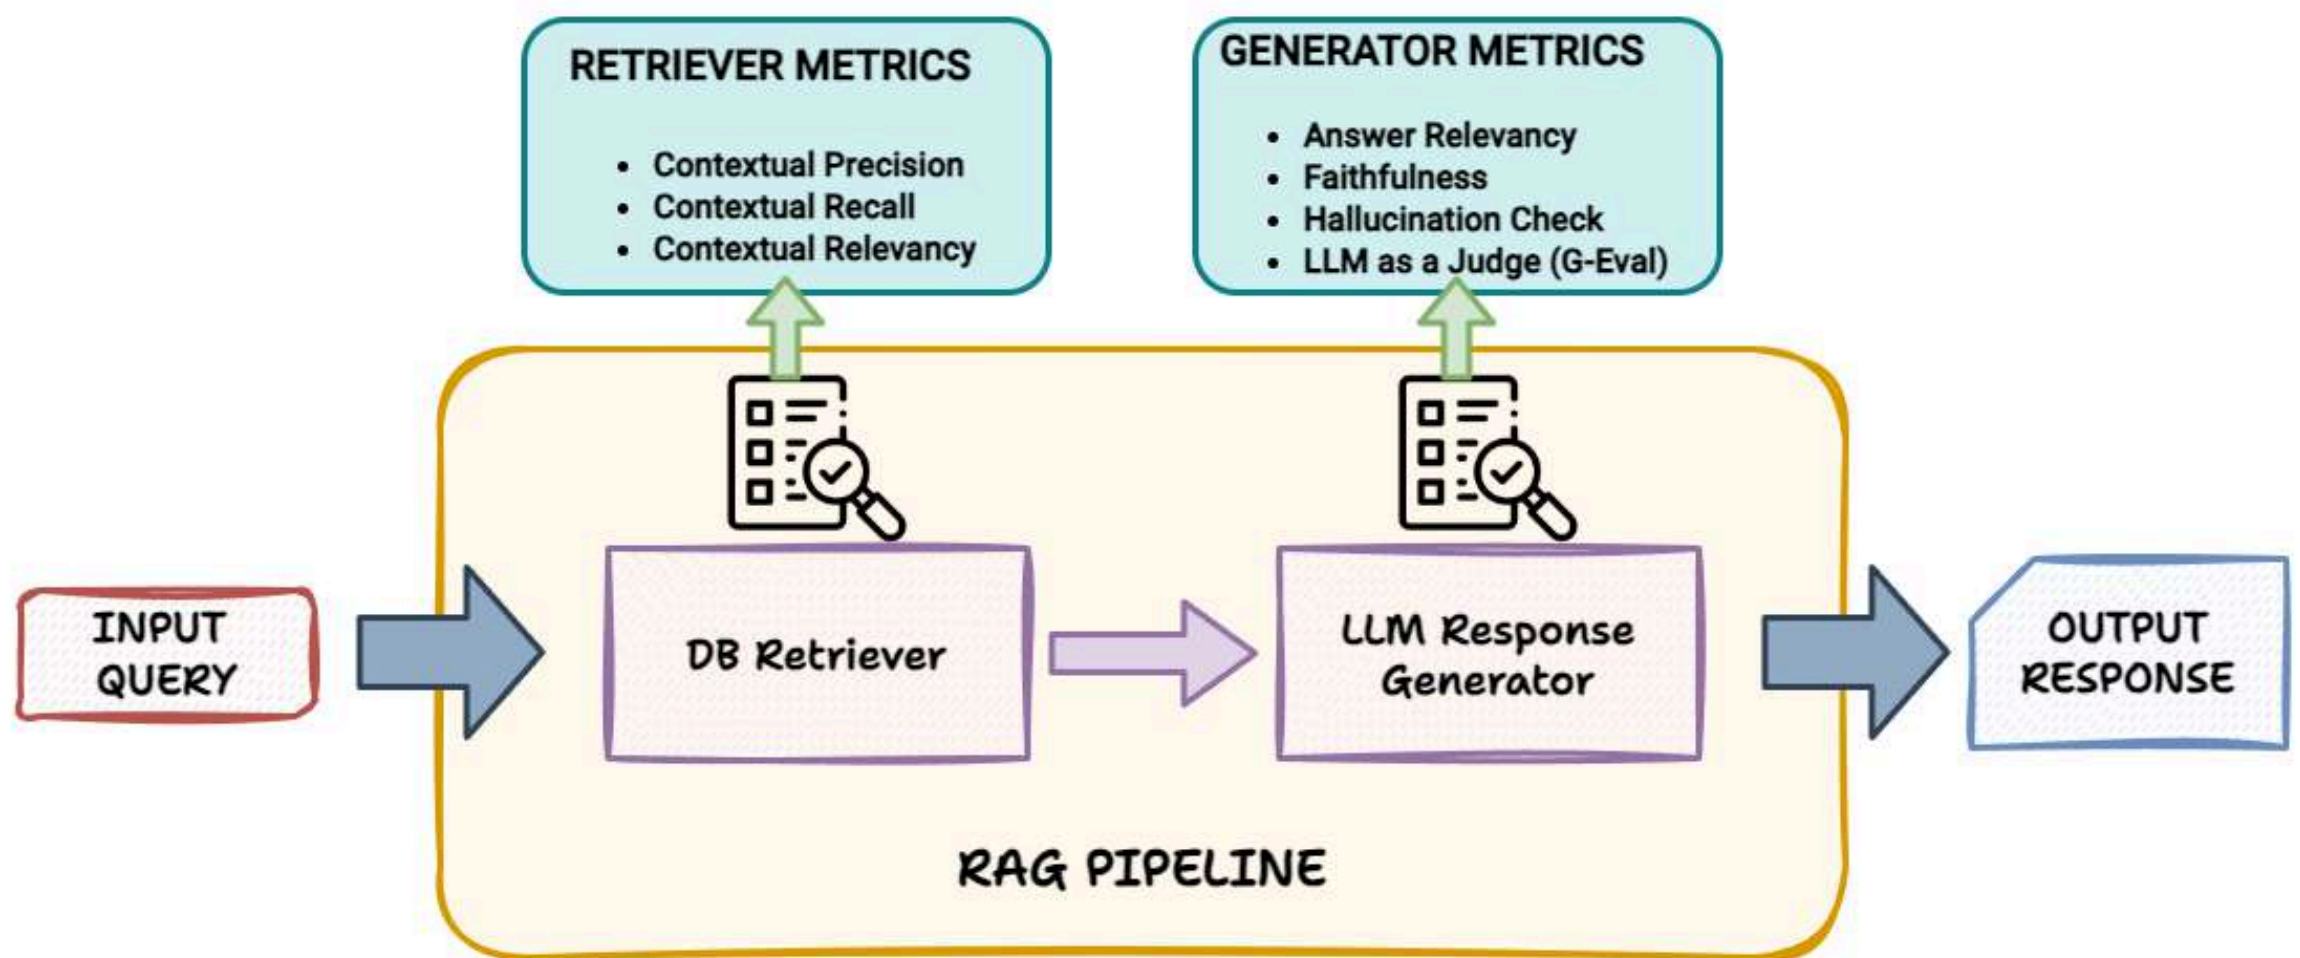 RETRIEVER METRICS
• Contextual Precision
• Contextual Recall
• Contextual Relevancy
GENERATOR METRICS
• Answer Relevancy
• Faithfulness
• Hallucination Check
• LLM as a Judge (G-Eval)
INPUT
QUERY
DB Retriever
LLM Response
Generator
OUTPUT
RESPONSE
RAG PIPELINE